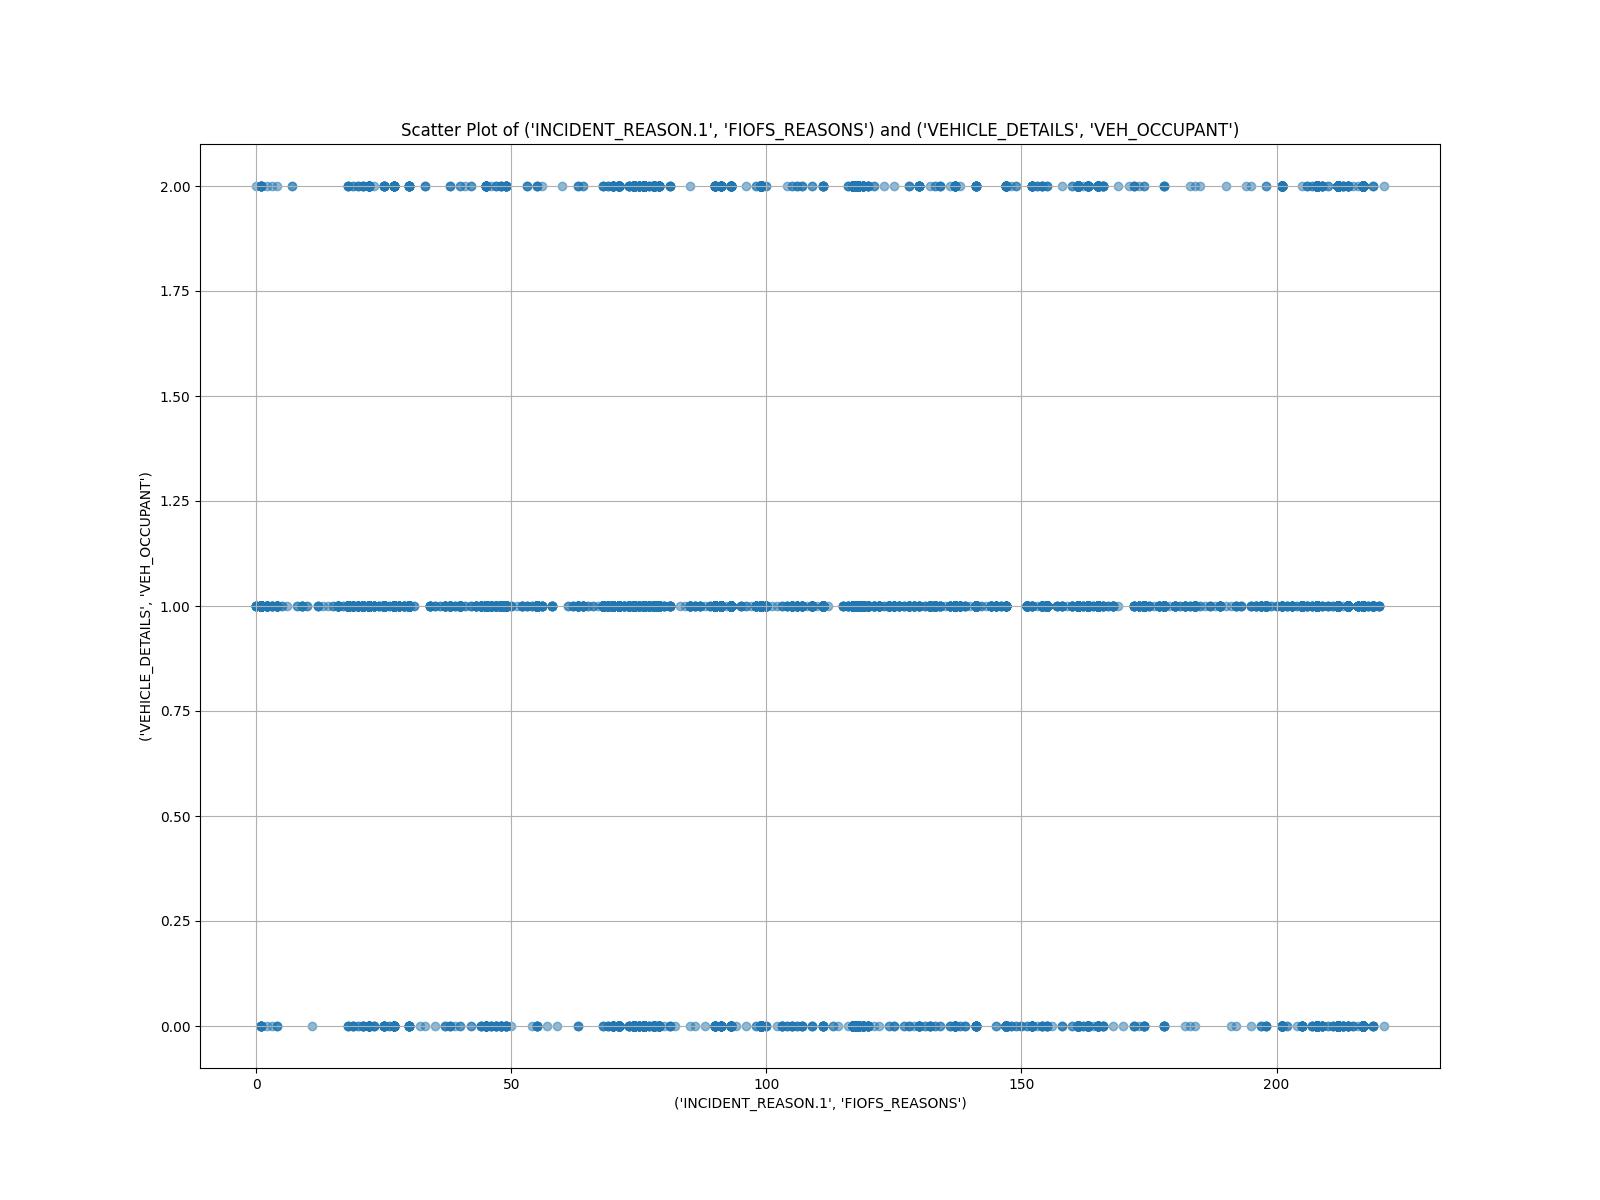 Scatter Plot of ('INCIDENT_REASON.1', 'FIOFS_REASONS') and ('VEHICLE_DETAILS', 'VEH_OCCUPANT')
2.00
1.75
1.50
1.25
1.00
0.75
0.50
0.25
0.00
('VEHICLE_DETAILS', 'VEH_OCCUPANT')
0 50 100 150 200
('INCIDENT_REASON.1', 'FIOFS_REASONS')